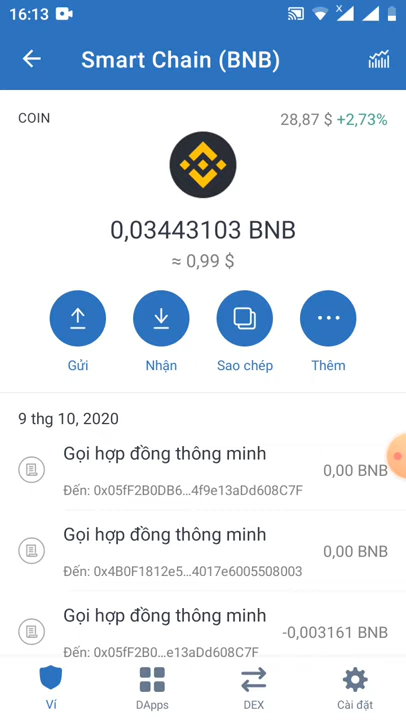 16:13
Smart Chain (BNB)
COIN
28,87 $ +2,73%
0,03443103 BNB
≈ 0,99 $
Gửi
Nhận
Sao chép
Thêm
9 thg 10, 2020
Gọi hợp đồng thông minh
0,00 BNB
Đến: 0x05fF2B0DB6...4f9e13aDd608C7F
Gọi hợp đồng thông minh
0,00 BNB
Đến: 0x4B0F1812e5...4017e6005508003
Gọi hợp đồng thông minh
-0,003161 BNB
Đến: 0x05fF2B0...e13aDd608C7F
Ví
DApps
DEX
Cài đặt